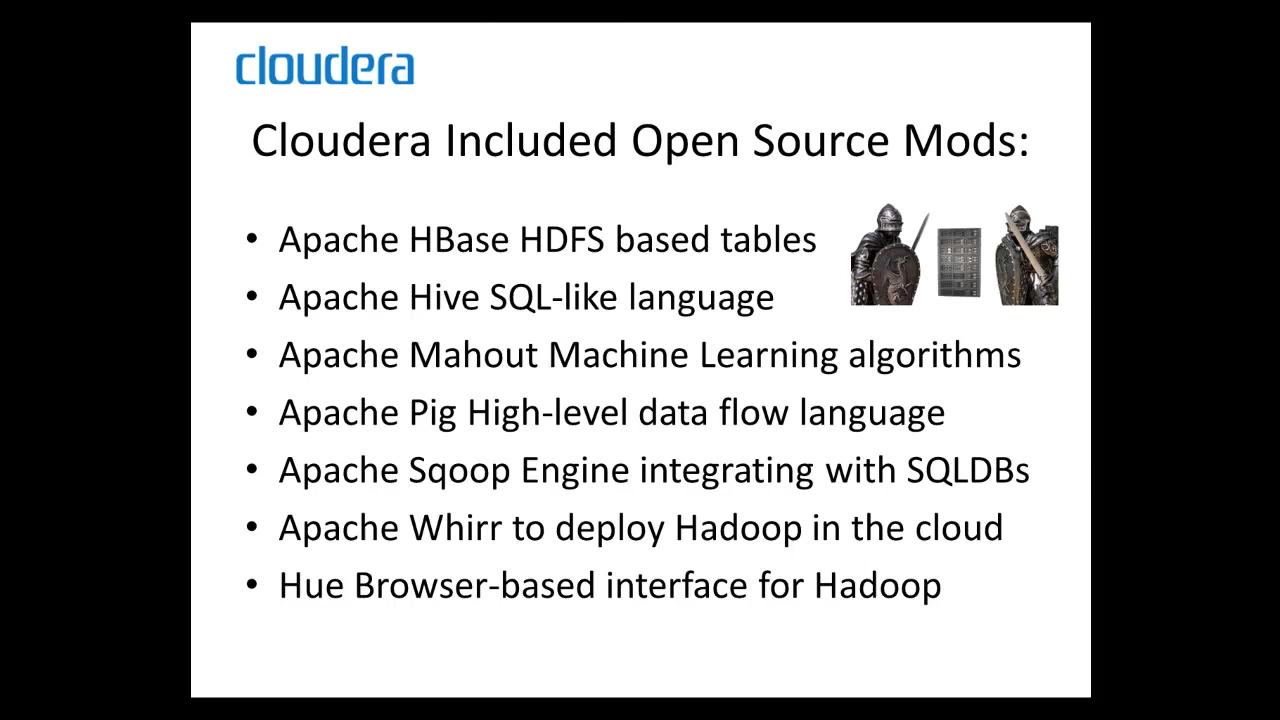 cloudera
Cloudera Included Open Source Mods:
• Apache HBase HDFS based tables
• Apache Hive SQL-like language
• Apache Mahout Machine Learning algorithms
• Apache Pig High-level data flow language
• Apache Sqoop Engine integrating with SQLDBs
• Apache Whirr to deploy Hadoop in the cloud
• Hue Browser-based interface for Hadoop